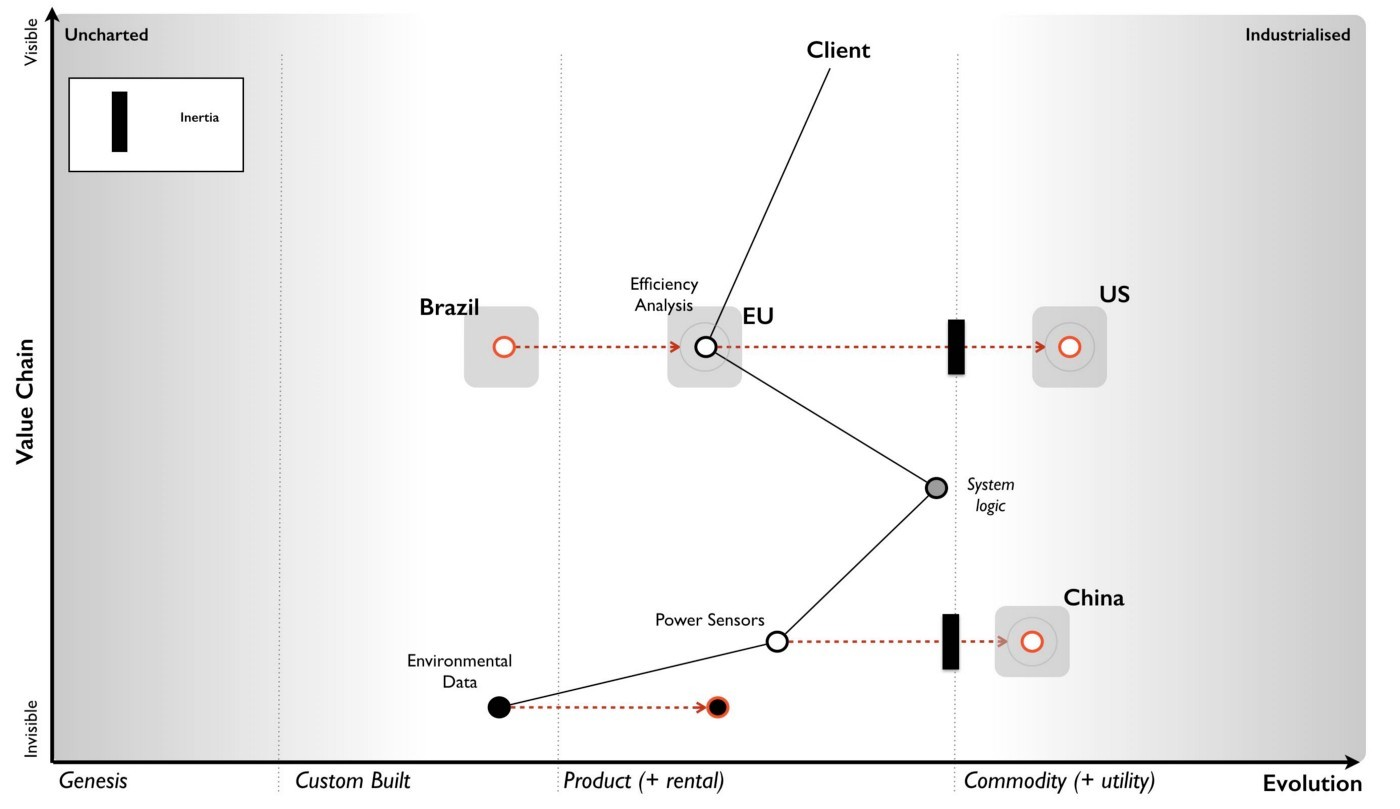 Visible
Uncharted
Industrialised
Client
Inertia
Efficiency
Analysis
Brazil
EU
US
Value Chain
System
logic
China
Power Sensors
Environmental
Data
Invisible
Genesis
Custom Built
Product (+ rental)
Commodity (+ utility)
Evolution